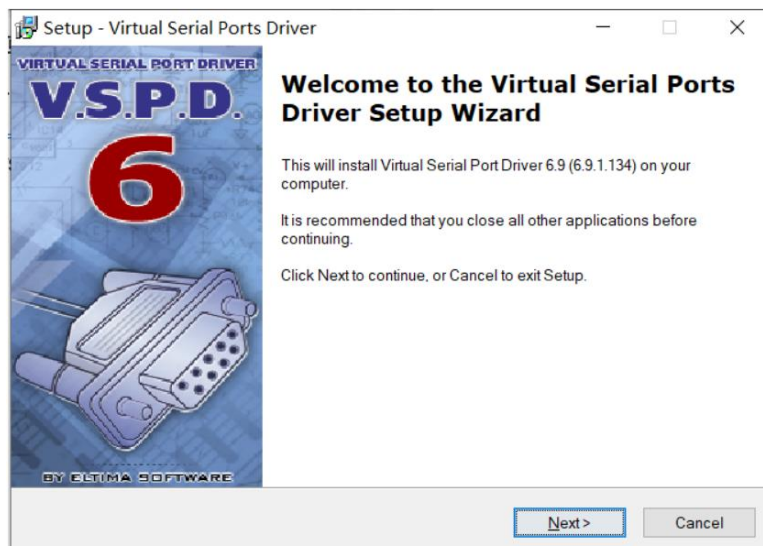 Setup - Virtual Serial Ports Driver
VIRTUAL SERIAL PORT DRIVER
V.S.P.D.
6
BY ELTIMA SOFTWARE
Welcome to the Virtual Serial Ports
Driver Setup Wizard
This will install Virtual Serial Port Driver 6.9 (6.9.1.134) on your
computer.
It is recommended that you close all other applications before
continuing.
Click Next to continue, or Cancel to exit Setup.
Next >
Cancel